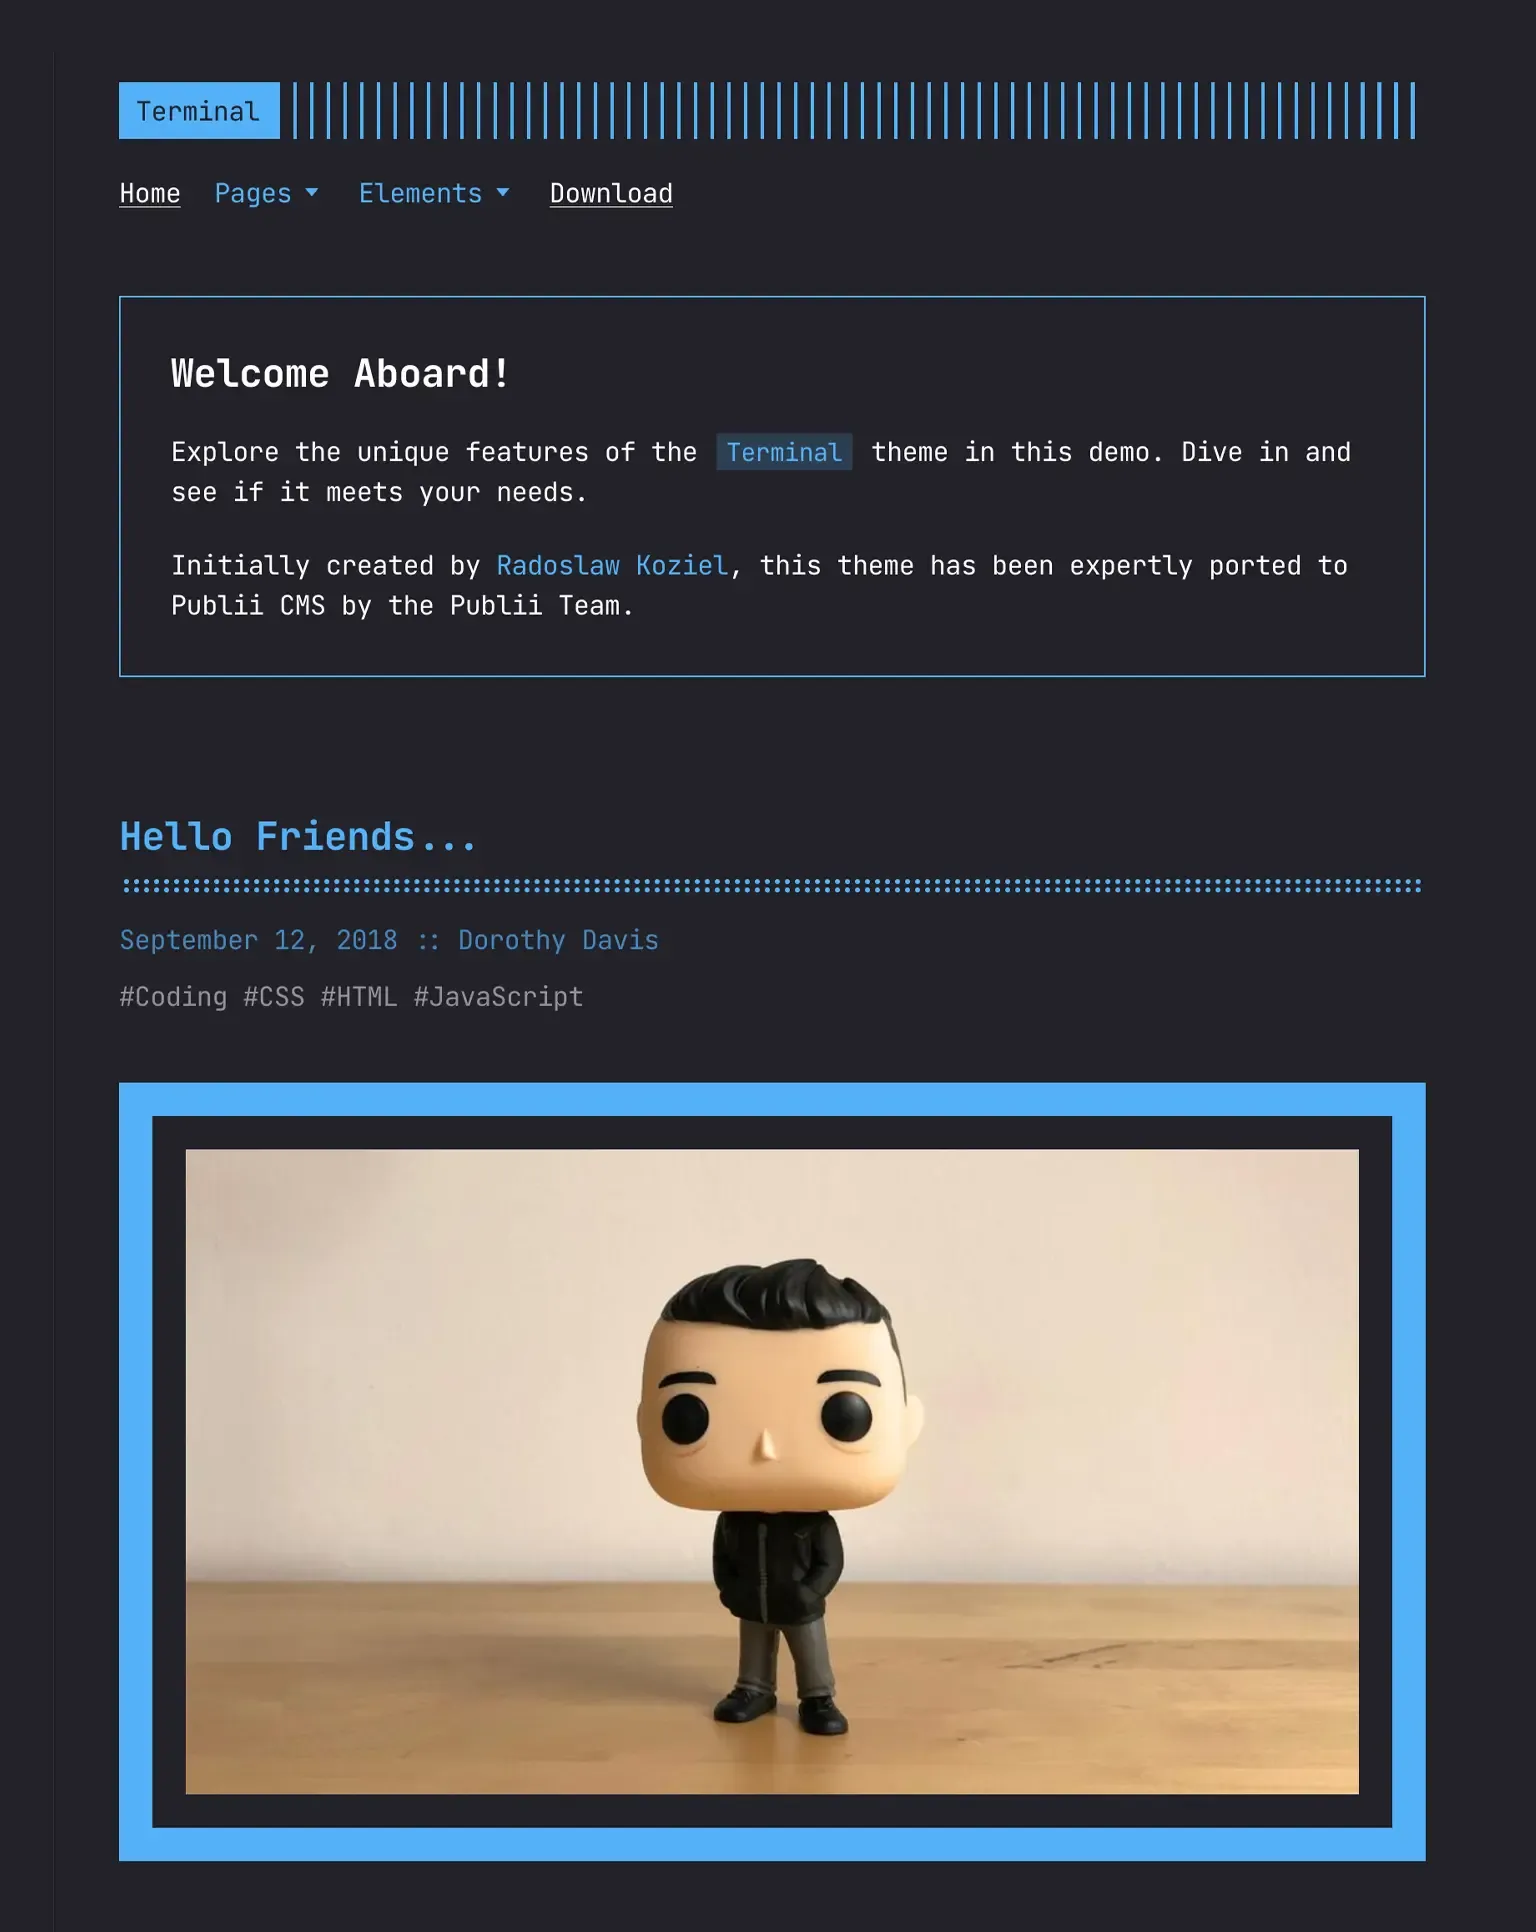 Terminal
Home Pages Elements Download
Welcome Aboard!
Explore the unique features of the Terminal theme in this demo. Dive in and
see if it meets your needs.
Initially created by Radoslaw Koziel, this theme has been expertly ported to
Publii CMS by the Publii Team.
Hello Friends...
September 12, 2018 :: Dorothy Davis
#Coding #CSS #HTML #JavaScript